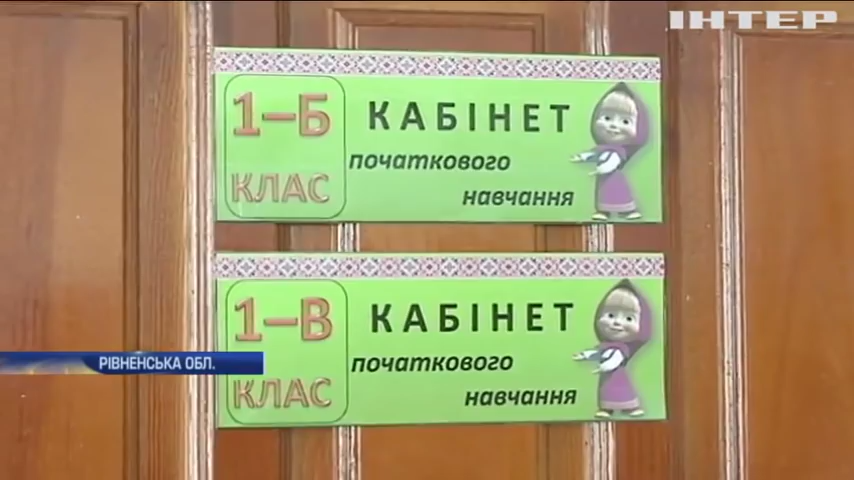 ІНТЕР
1–Б
КЛАС
КАБІНЕТ
початкового
навчання
1–В
КЛАС
КАБІНЕТ
початкового
навчання
РІВНЕНСЬКА ОБЛ.